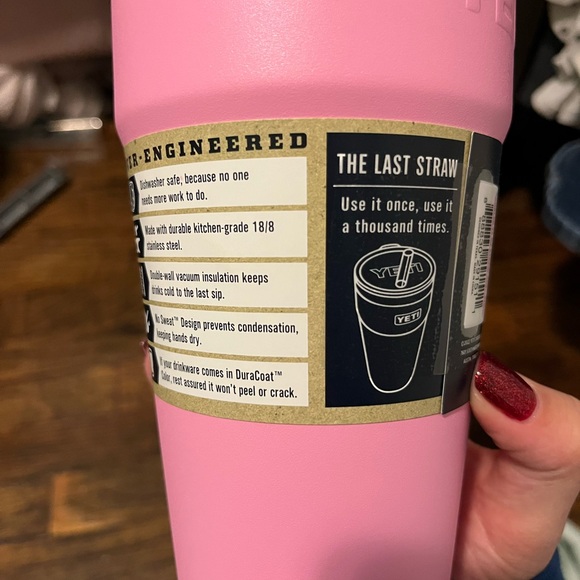 ER-ENGINEERED
Dishwasher safe; because no one
needs more work to do.
Made with durable kitchen-grade 18/8
stainless steel.
Double-wall vacuum insulation keeps
drinks cold to the last sip.
No Sweat™ Design prevents condensation,
keeping hands dry.
If your drinkware comes in DuraCoat™
Color, rest assured it won't peel or crack.
THE LAST STRAW
Use it once, use it
a thousand times.
YETI
YETI